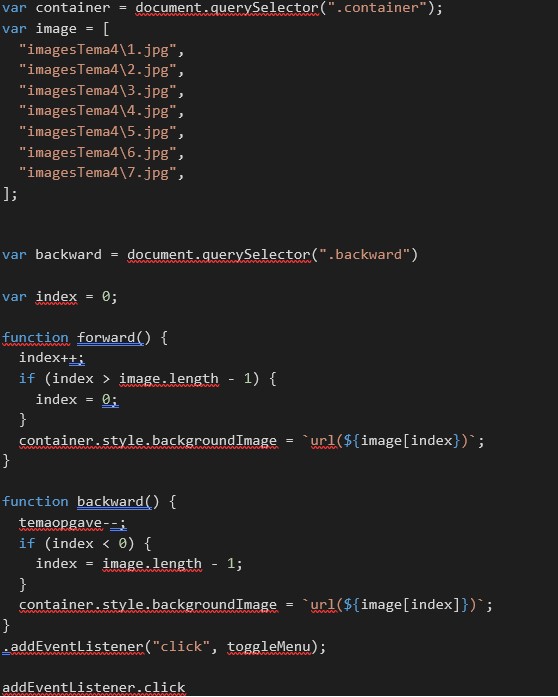 var container = document.querySelector(".container");
var image = [
"imagesTema4\1.jpg",
"imagesTema4\2.jpg",
"imagesTema4\3.jpg",
"imagesTema4\4.jpg",
"imagesTema4\5.jpg",
"imagesTema4\6.jpg",
"imagesTema4\7.jpg",
];
var backward = document.querySelector(".backward")
var index = 0;
function forward() {
index++;
if (index > image.length - 1) {
index = 0;
}
container.style.backgroundImage = `url(${image[index})`;
}
function backward() {
temaopgave--;
if (index < 0) {
index = image.length - 1;
}
container.style.backgroundImage = `url(${image[index]})`;
}
.addEventListener("click", toggleMenu);
addEventListener.click